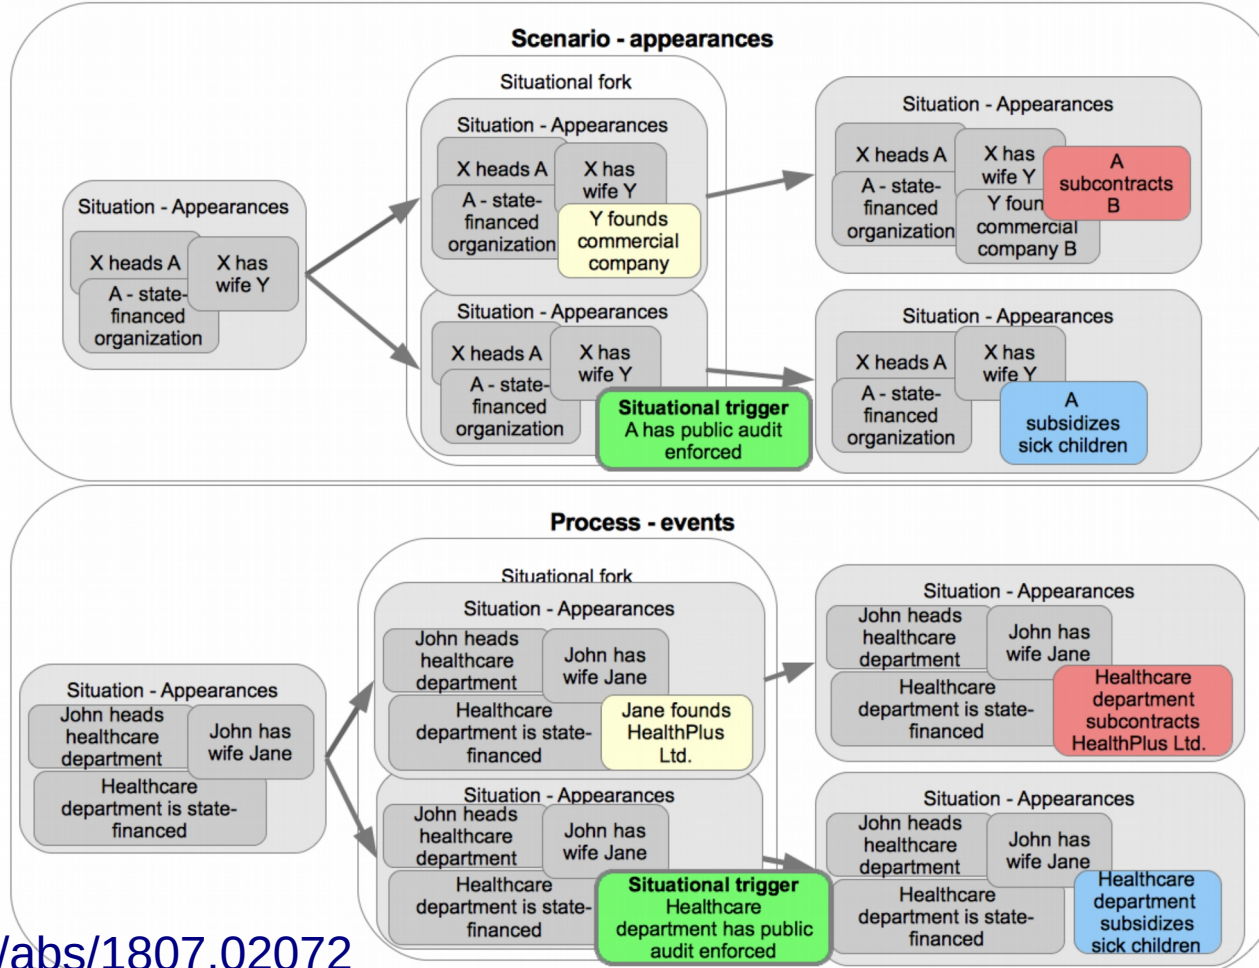 Scenario - appearances
Situational fork
Situation - Appearances
X heads A
X has
wife Y
A - state-
financed
organization
Situation - Appearances
X heads A
X has
wife Y
A - state-
financed
organization
Y founds
commercial
company
Situation - Appearances
X heads A
X has
wife Y
A - state-
financed
organization
Situational trigger
A has public audit
enforced
Situation - Appearances
X heads A
X has
wife Y
A - state-
financed
organization
Y foun
commercial
company B
A
subcontracts
B
Situation - Appearances
X heads A
X has
wife Y
A - state-
financed
organization
A
subsidizes
sick children
Process - events
Situational fork
Situation - Appearances
John heads
healthcare
department
John has
wife Jane
Healthcare
department is state-
financed
Situation - Appearances
John heads
healthcare
department
John has
wife Jane
Healthcare
department is state-
financed
Jane founds
HealthPlus
Ltd.
Situation - Appearances
John heads
healthcare
department
John has
wife Jane
Healthcare
department is state-
financed
Situational trigger
Healthcare
department has public
audit enforced
Situation - Appearances
John heads
healthcare
department
John has
wife Jane
Healthcare
department is state-
financed
Healthcare
department
subcontracts
HealthPlus Ltd.
Situation - Appearances
John heads
healthcare
department
John has
wife Jane
Healthcare
department is state-
financed
Healthcare
department
subsidizes
sick children
/abs/1807.02072